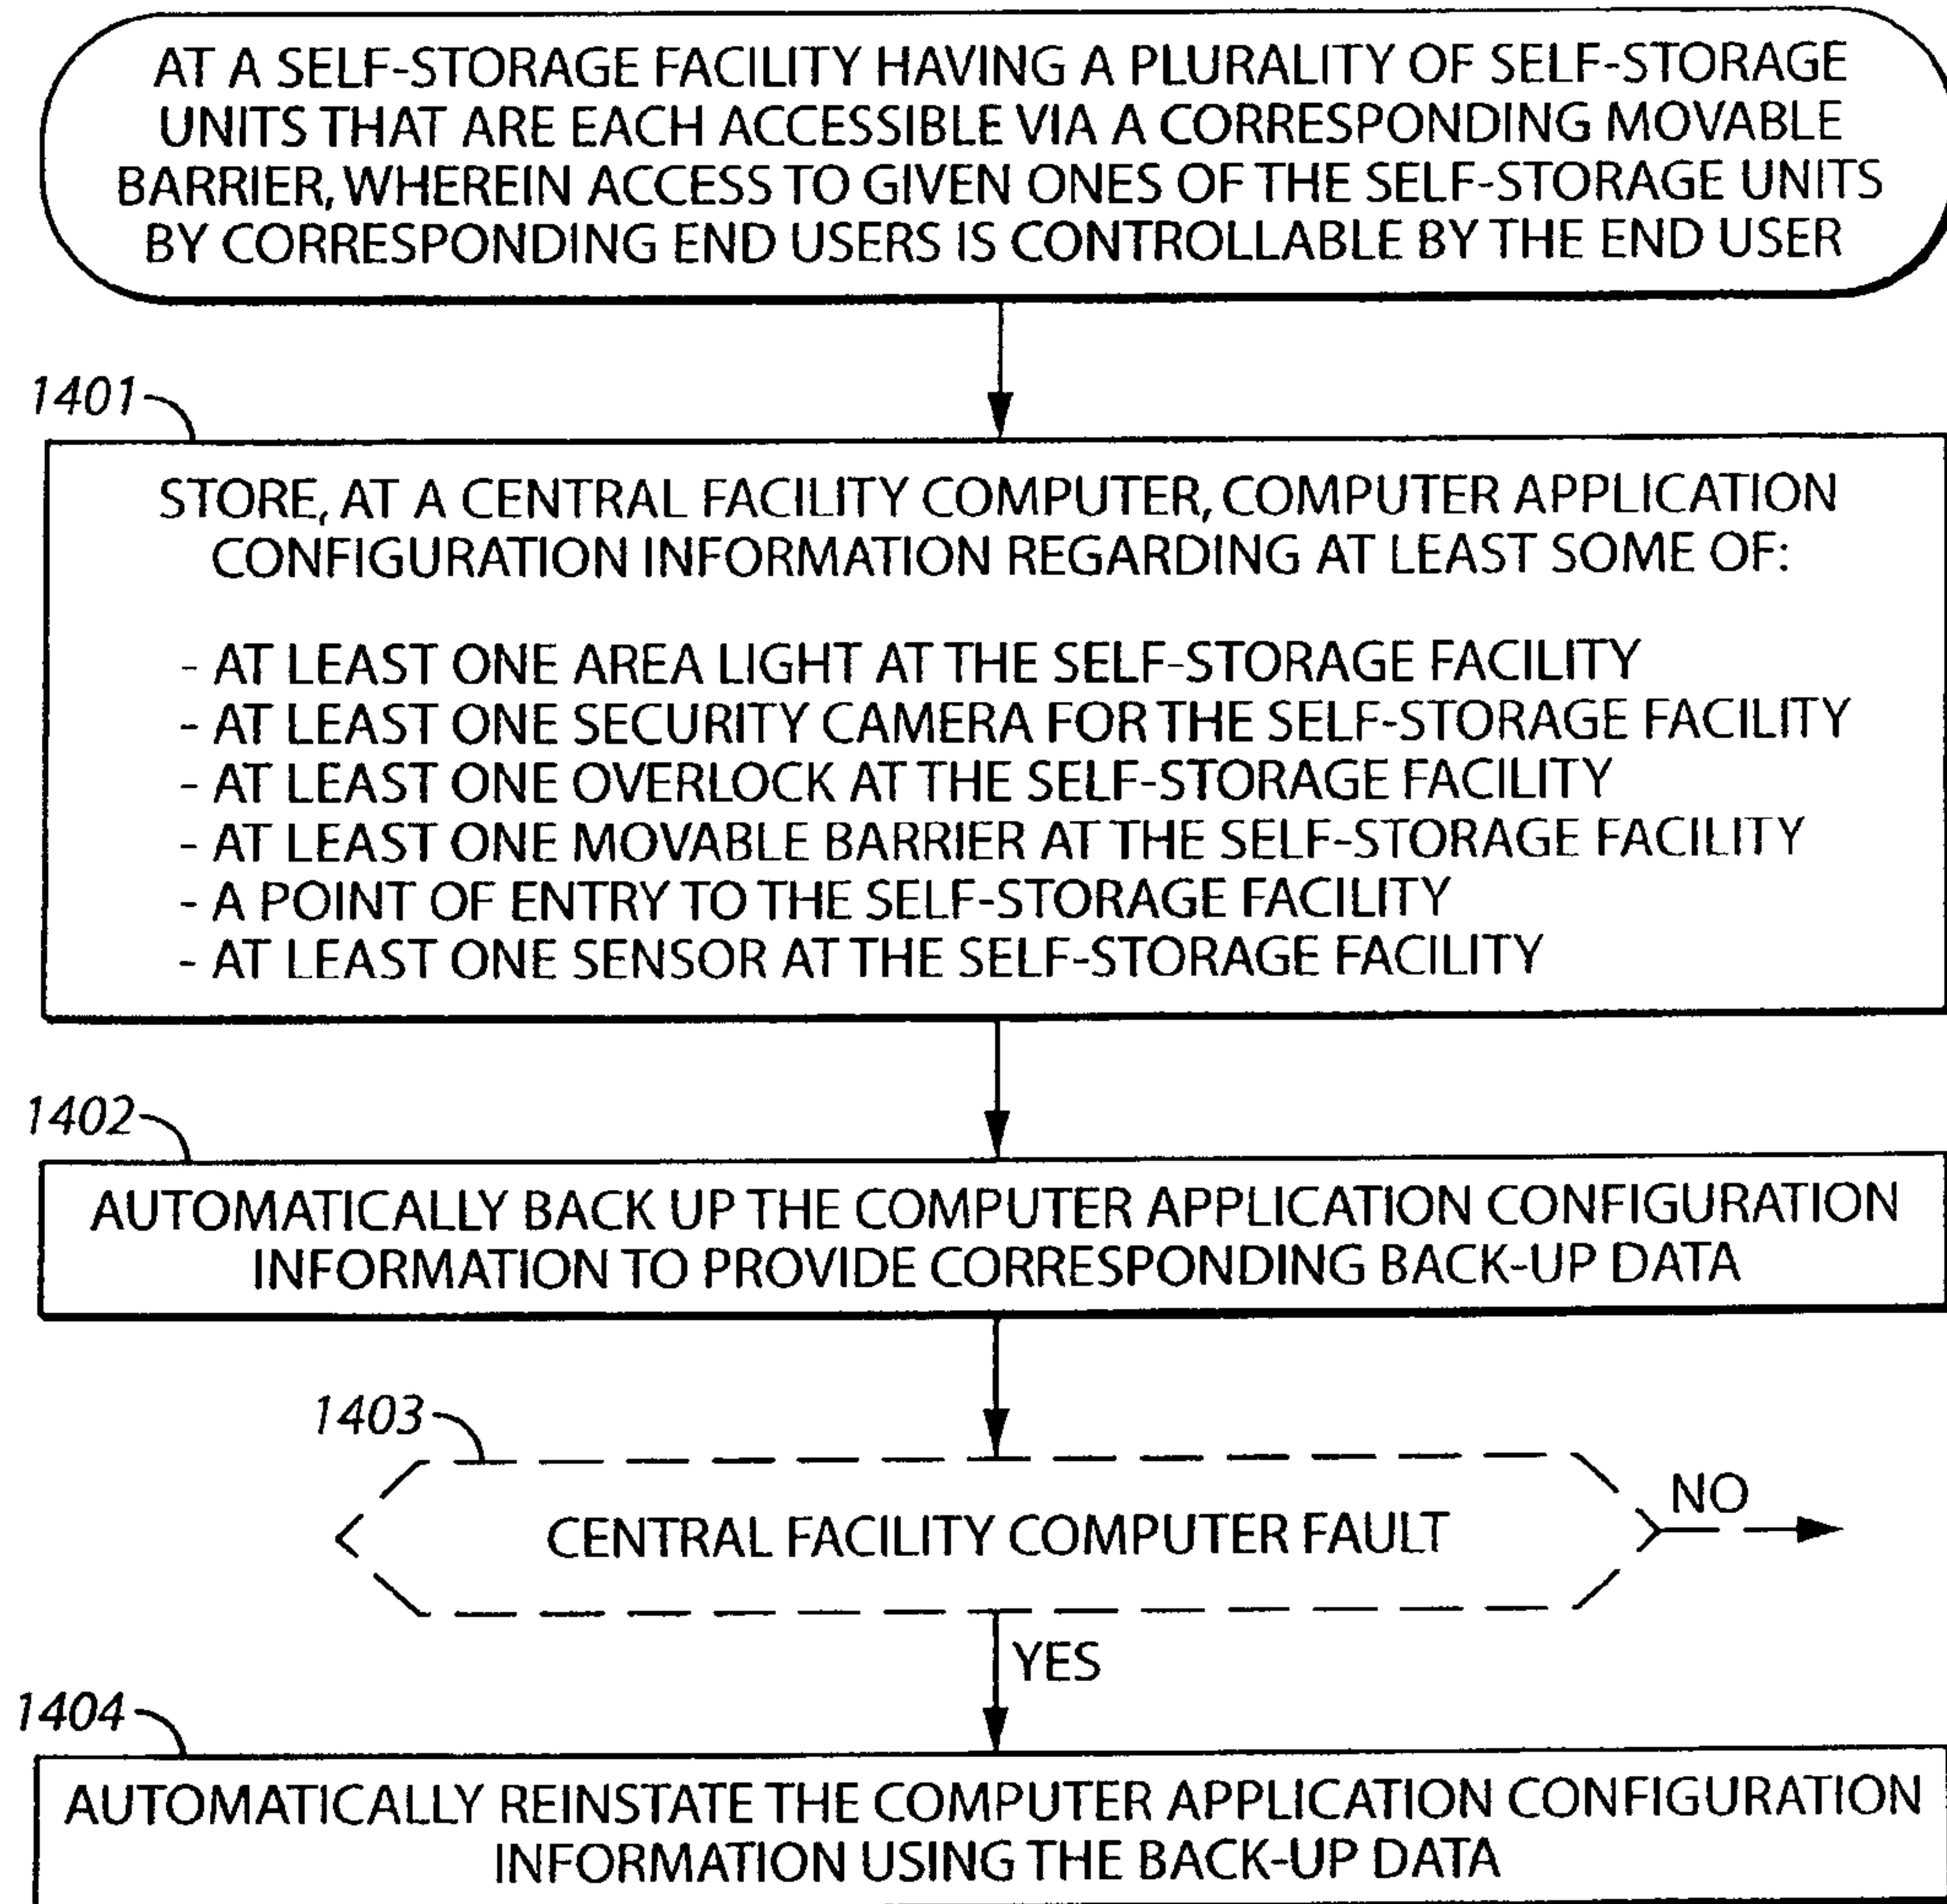 AT A SELF-STORAGE FACILITY HAVING A PLURALITY OF SELF-STORAGE
UNITS THAT ARE EACH ACCESSIBLE VIA A CORRESPONDING MOVABLE
BARRIER, WHEREIN ACCESS TO GIVEN ONES OF THE SELF-STORAGE UNITS
BY CORRESPONDING END USERS IS CONTROLLABLE BY THE END USER
1401
STORE, AT A CENTRAL FACILITY COMPUTER, COMPUTER APPLICATION
CONFIGURATION INFORMATION REGARDING AT LEAST SOME OF:
- AT LEAST ONE AREA LIGHT AT THE SELF-STORAGE FACILITY
- AT LEAST ONE SECURITY CAMERA FOR THE SELF-STORAGE FACILITY
- AT LEAST ONE OVERLOCK AT THE SELF-STORAGE FACILITY
- AT LEAST ONE MOVABLE BARRIER AT THE SELF-STORAGE FACILITY
- A POINT OF ENTRY TO THE SELF-STORAGE FACILITY
- AT LEAST ONE SENSOR AT THE SELF-STORAGE FACILITY
1402
AUTOMATICALLY BACK UP THE COMPUTER APPLICATION CONFIGURATION
INFORMATION TO PROVIDE CORRESPONDING BACK-UP DATA
1403
CENTRAL FACILITY COMPUTER FAULT
NO
YES
1404
AUTOMATICALLY REINSTATE THE COMPUTER APPLICATION CONFIGURATION
INFORMATION USING THE BACK-UP DATA